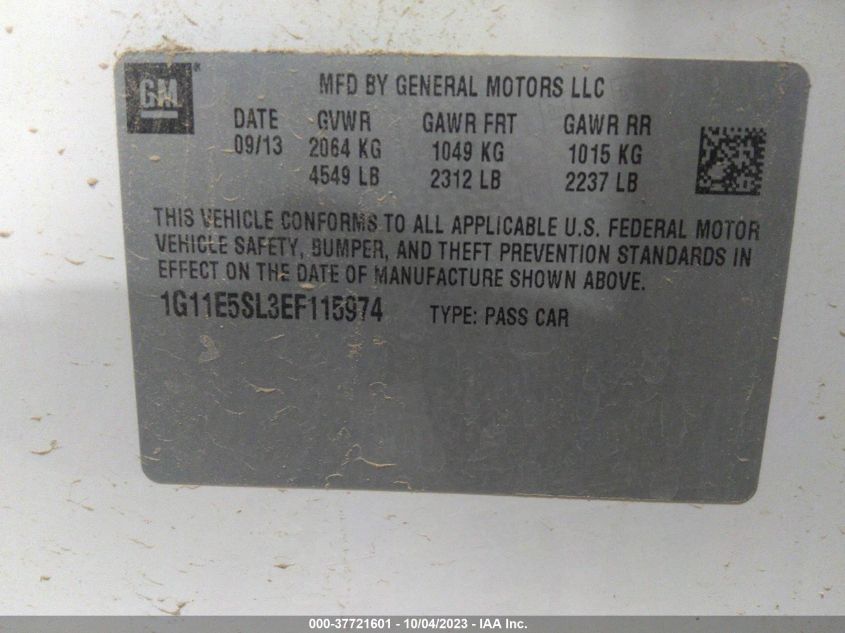 GM® MFD BY GENERAL MOTORS LLC
DATE GVWR GAWR FRT GAWR RR
09/13 2064 KG 1049 KG 1015 KG
4549 LB 2312 LB 2237 LB
THIS VEHICLE CONFORMS TO ALL APPLICABLE U.S. FEDERAL MOTOR
VEHICLE SAFETY, BUMPER, AND THEFT PREVENTION STANDARDS IN
EFFECT ON THE DATE OF MANUFACTURE SHOWN ABOVE.
1G11E5SL3EF115974 TYPE: PASS CAR
000-37721601 - 10/04/2023 - IAA Inc.